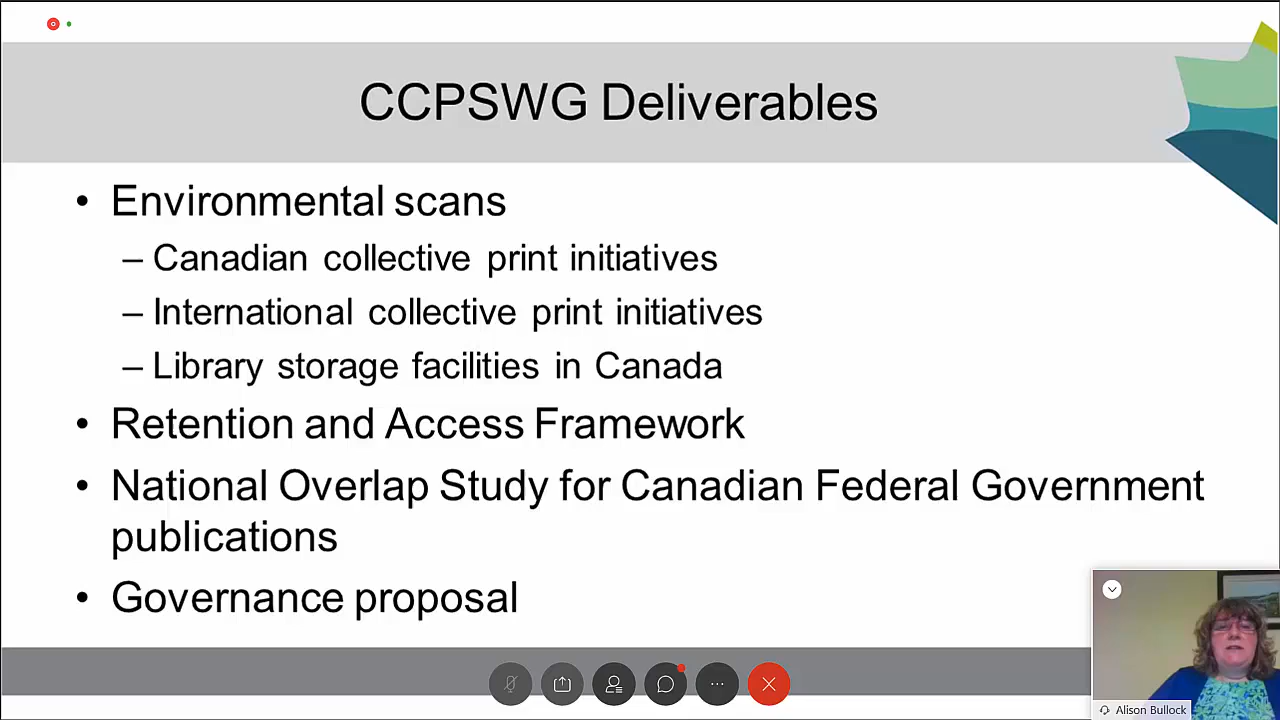 CCPSWG Deliverables
• Environmental scans
– Canadian collective print initiatives
– International collective print initiatives
– Library storage facilities in Canada
• Retention and Access Framework
• National Overlap Study for Canadian Federal Government
publications
• Governance proposal
Alison Bullock